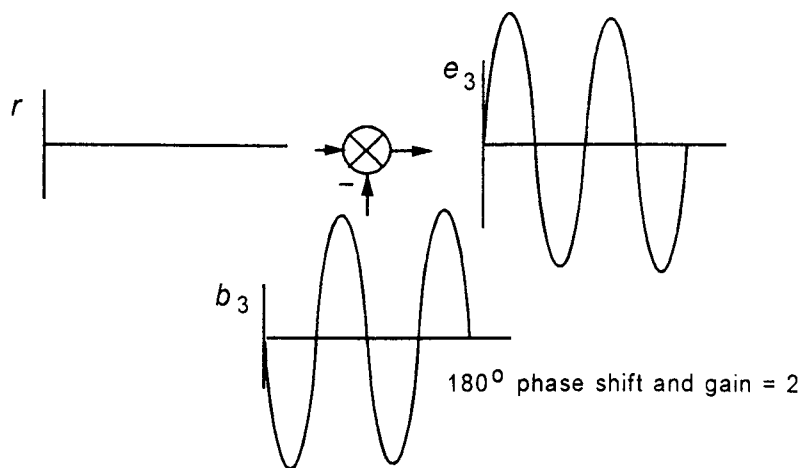 r
e₃
−
b₃
180° phase shift and gain = 2